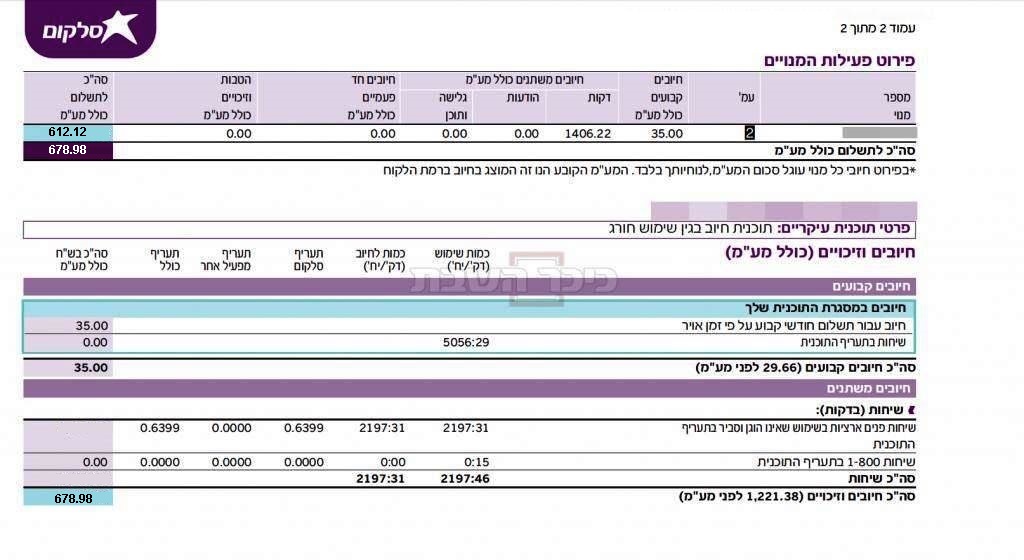 סלקום
עמוד 2 מתוך 2
פירוט פעילות המנויים
מספר מנוי עמ' חיובים קבועים כולל מע"מ חיובים משתנים כולל מע"מ דקות הודעות גלישה ותוכן חיובים חד פעמיים כולל מע"מ הטבות וזיכויים כולל מע"מ סה"כ לתשלום כולל מע"מ
2 35.00 1406.22 0.00 0.00 0.00 0.00 612.12
סה"כ לתשלום כולל מע"מ 678.98
*בפירוט חיובי כל מנוי עוגל סכום המע"מ,לנוחיותך בלבד. המע"מ הקובע הנו זה המוצג בחיוב ברמת הלקוח
פרטי תוכנית עיקריים: תוכנית חיוב בגין שימוש חורג
חיובים וזיכויים (כולל מע"מ) כמות שימוש (דק'/יח') כמות לחיוב (דק'/יח') תעריף סלקום תעריף מפעיל אחר תעריף כולל סה"כ בש"ח כולל מע"מ
כיכר השבת
חיובים קבועים
חיובים במסגרת התוכנית שלך
חיוב עבור תשלום חודשי קבוע על פי זמן אויר 35.00
שיחות בתעריף התוכנית 5056:29 0.00
סה"כ חיובים קבועים (29.66 לפני מע"מ) 35.00
חיובים משתנים
שיחות (בדקות):
שיחות פנים ארציות בשימוש שאינו הוגן וסביר בתעריף 2197:31 2197:31 0.6399 0.0000 0.6399
התוכנית
שיחות 1-800 בתעריף התוכנית 0:15 0:00 0.0000 0.0000 0.0000 0.00
סה"כ שיחות 2197:46 2197:31
סה"כ חיובים וזיכויים (1,221.38 לפני מע"מ) 678.98